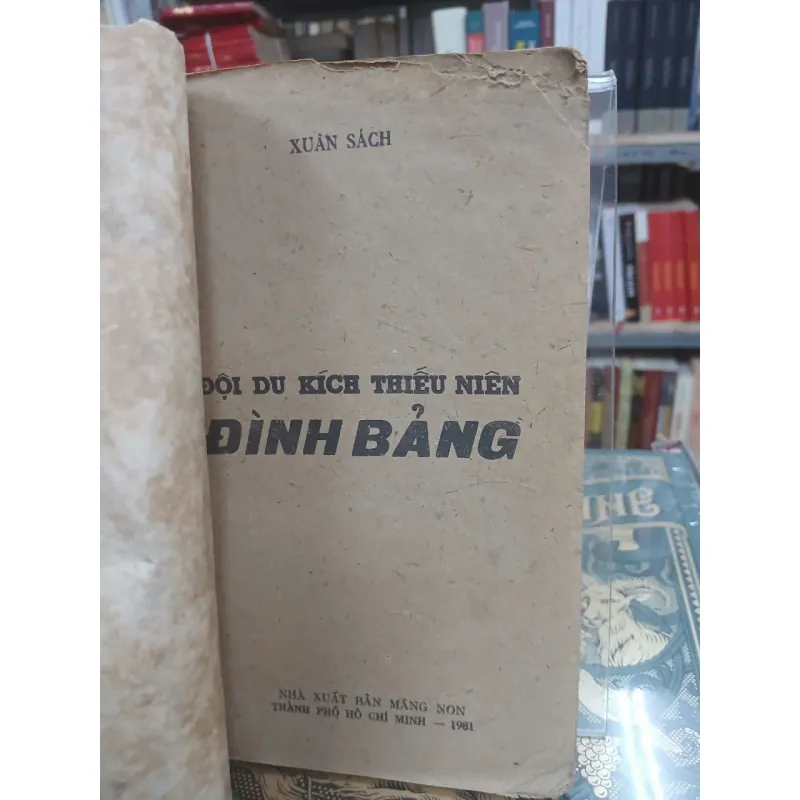 XUÂN SÁCH
ĐỘI DU KÍCH THIẾU NIÊN
ĐÌNH BẢNG
NHÀ XUẤT BẢN MĂNG NON
THÀNH PHỐ HỒ CHÍ MINH — 1981